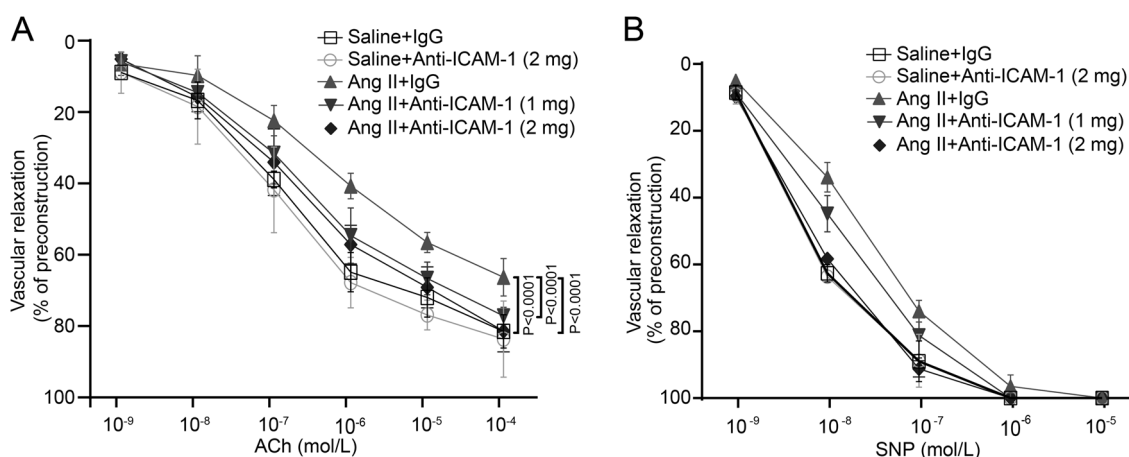 A
Vascular relaxation
(% of preconstruction)
0
20
40
60
80
100
Saline+IgG
Saline+Anti-ICAM-1 (2 mg)
Ang II+IgG
Ang II+Anti-ICAM-1 (1 mg)
Ang II+Anti-ICAM-1 (2 mg)
P<0.0001
P<0.0001
P<0.0001
10⁻⁹ 10⁻⁸ 10⁻⁷ 10⁻⁶ 10⁻⁵ 10⁻⁴
ACh (mol/L)
B
Vascular relaxation
(% of preconstruction)
0
20
40
60
80
100
Saline+IgG
Saline+Anti-ICAM-1 (2 mg)
Ang II+IgG
Ang II+Anti-ICAM-1 (1 mg)
Ang II+Anti-ICAM-1 (2 mg)
10⁻⁹ 10⁻⁸ 10⁻⁷ 10⁻⁶ 10⁻⁵
SNP (mol/L)